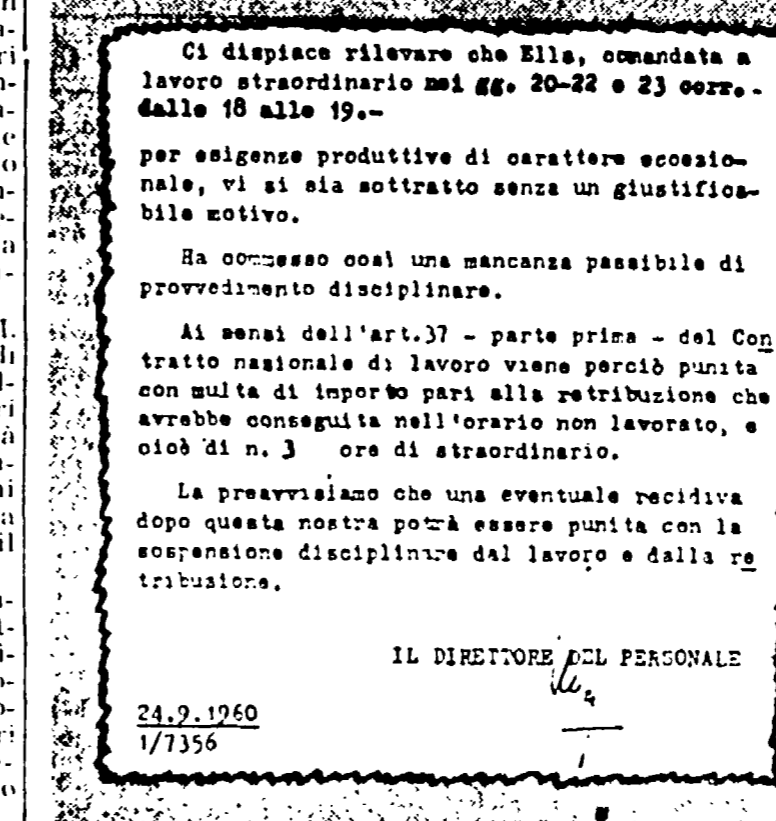 Ci dispiace rilevare che Ella, comandata a
lavoro straordinario nei gg. 20-22 e 23 corr.-
dalle 18 alle 19.-
per esigenze produttive di carattere eccezio-
nale, vi si sia sottratto senza un giustifica-
bile motivo.
Ha commesso così una mancanza passibile di
provvedimento disciplinare.
Ai sensi dell'art.37 - parte prima - del Con
tratto nazionale di lavoro viene perciò punita
con multa di importo pari alla retribuzione che
avrebbe conseguita nell'orario non lavorato, e
cioè di n. 3 ore di straordinario.
La preavvisiamo che una eventuale recidiva
dopo questa nostra potrà essere punita con la
sospensione disciplinare dal lavoro e dalla re
tribuzione.
IL DIRETTORE DEL PERSONALE
24.9.1960
1/7356